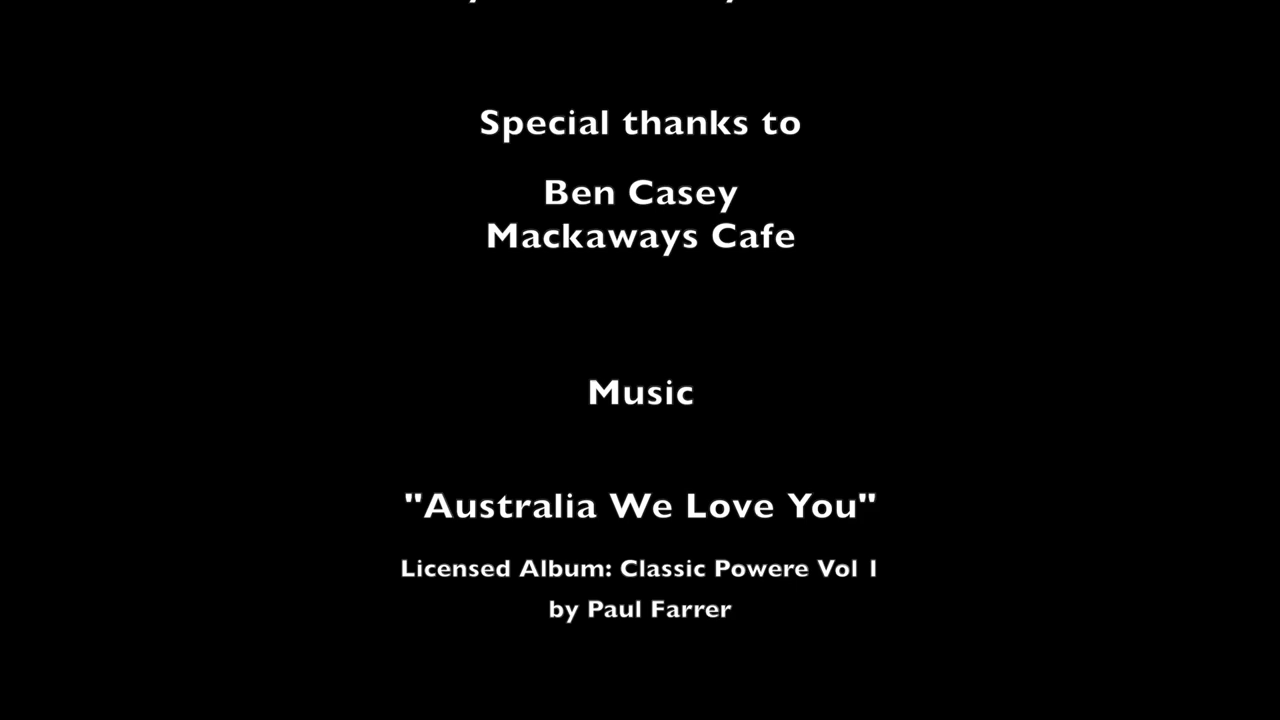 Special thanks to
Ben Casey
Mackaways Cafe
Music
"Australia We Love You"
Licensed Album: Classic Powere Vol 1
by Paul Farrer